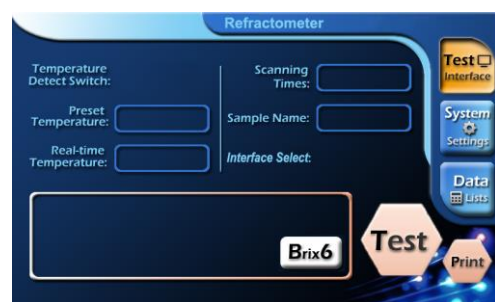 Refractometer
Temperature
Detect Switch:
Preset
Temperature:
Real-time
Temperature:
Scanning
Times:
Sample Name:
Interface Select:
Brix6
Test
Print
Test
Interface
System
Settings
Data
Lists